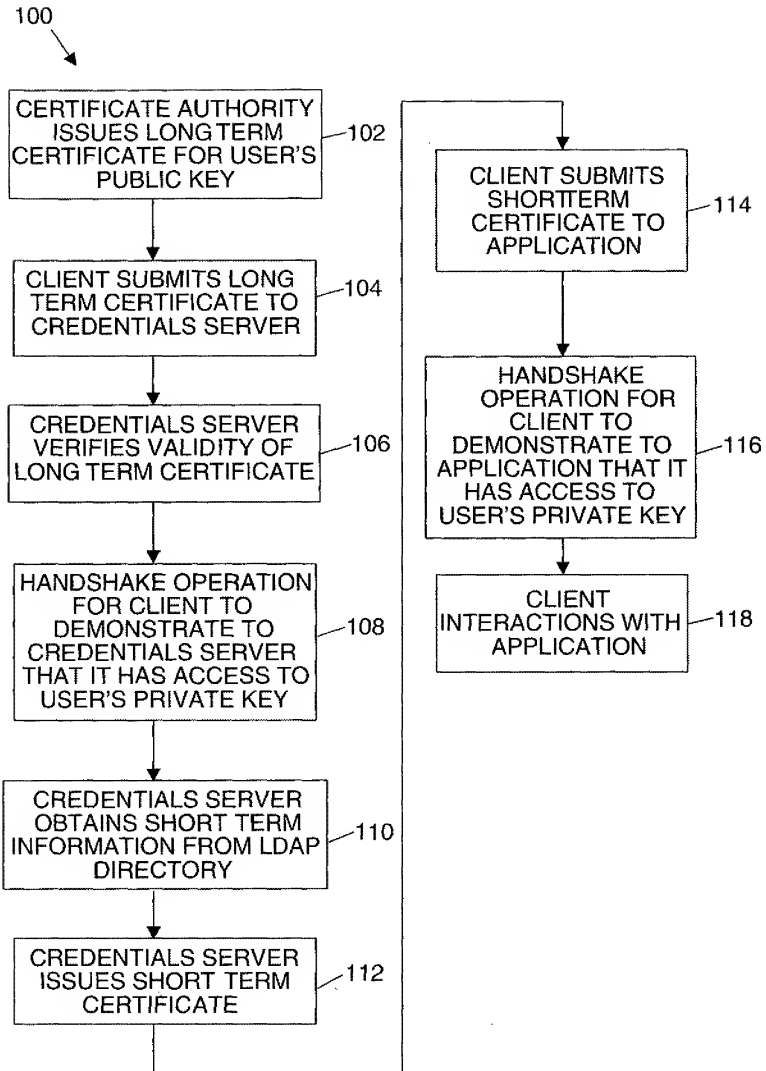 100
CERTIFICATE AUTHORITY
ISSUES LONG TERM
CERTIFICATE FOR USER'S
PUBLIC KEY
102
CLIENT SUBMITS LONG
TERM CERTIFICATE TO
CREDENTIALS SERVER
104
CREDENTIALS SERVER
VERIFIES VALIDITY OF
LONG TERM CERTIFICATE
106
HANDSHAKE OPERATION
FOR CLIENT TO
DEMONSTRATE TO
CREDENTIALS SERVER
THAT IT HAS ACCESS TO
USER'S PRIVATE KEY
108
CREDENTIALS SERVER
OBTAINS SHORT TERM
INFORMATION FROM LDAP
DIRECTORY
110
CREDENTIALS SERVER
ISSUES SHORT TERM
CERTIFICATE
112
CLIENT SUBMITS
SHORTTERM
CERTIFICATE TO
APPLICATION
114
HANDSHAKE
OPERATION FOR
CLIENT TO
DEMONSTRATE TO
APPLICATION THAT IT
HAS ACCESS TO
USER'S PRIVATE KEY
116
CLIENT
INTERACTIONS WITH
APPLICATION
118